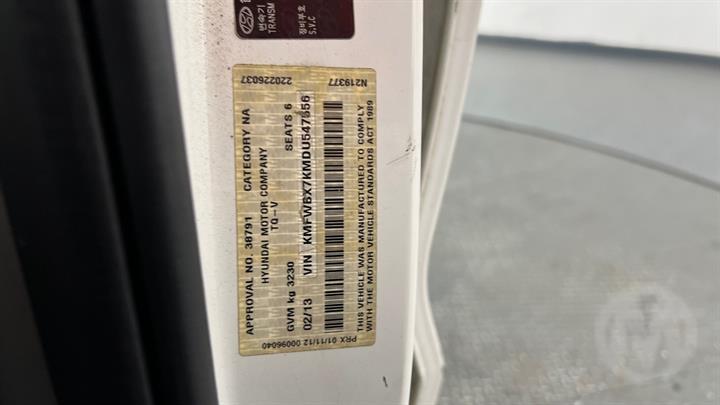 변속기
TRANSM
정비부호
S.V.C
220226037 N219377
APPROVAL NO. 38791 CATEGORY NA
HYUNDAI MOTOR COMPANY
TQ-V
GVM kg 3230 SEATS 6
02/13 VIN KMFWBX7KMDU547556
THIS VEHICLE WAS MANUFACTURED TO COMPLY
WITH THE MOTOR VEHICLE STANDARDS ACT 1989
PRX 01/11/12 00096040